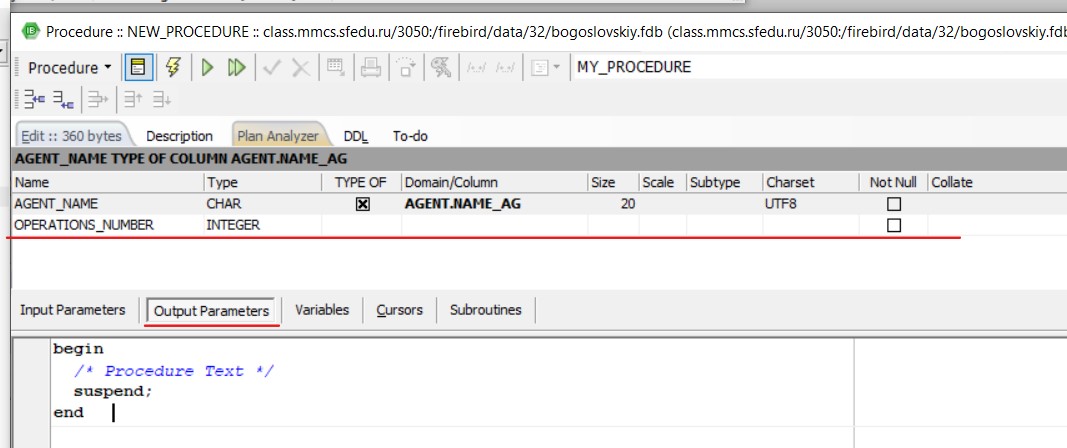 Procedure :: NEW_PROCEDURE :: class.mmcs.sfedu.ru/3050:/firebird/data/32/bogoslovskiy.fdb (class.mmcs.sfedu.ru/3050:/firebird/data/32/bogoslovskiy.fdb
Procedure MY_PROCEDURE
Edit :: 360 bytes Description Plan Analyzer DDL To-do
AGENT_NAME TYPE OF COLUMN AGENT.NAME_AG
Name Type TYPE OF Domain/Column Size Scale Subtype Charset Not Null Collate
AGENT_NAME CHAR AGENT.NAME_AG 20 UTF8
OPERATIONS_NUMBER INTEGER
Input Parameters Output Parameters Variables Cursors Subroutines
begin
/* Procedure Text */
suspend;
end